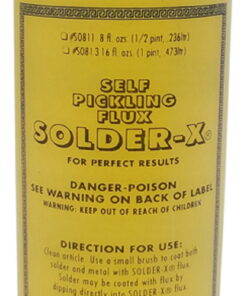 ☐ #50811 8 fl. ozs. (1/2 pint, 236ltr)
☐ #50813 16 fl. ozs. (1 pint, 473ltr)
SELF
PICKLING
FLUX
SOLDER-X®
FOR PERFECT RESULTS
DANGER-POISON
SEE WARNING ON BACK OF LABEL
WARNING: KEEP OUT OF REACH OF CHILDREN
DIRECTION FOR USE:
Clean article. Use a small brush to coat both
solder and metal with SOLDER-X® flux.
Solder may be coated with flux by
dipping directly into SOLDER-X® flux.